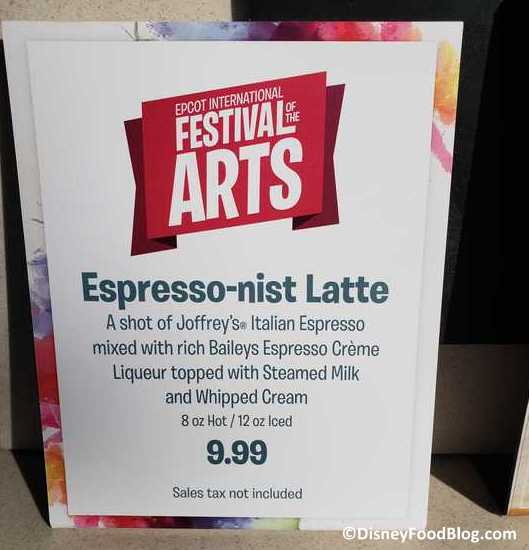 EPCOT INTERNATIONAL
FESTIVAL OF THE
ARTS
Espresso-nist Latte
A shot of Joffrey's® Italian Espresso
mixed with rich Baileys Espresso Crème
Liqueur topped with Steamed Milk
and Whipped Cream
8 oz Hot / 12 oz Iced
9.99
Sales tax not included
©DisneyFoodBlog.com